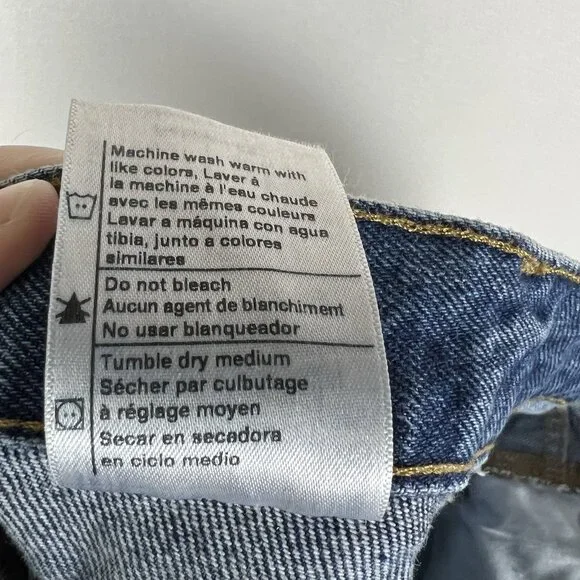 Machine wash warm with
like colors, Laver à
la machine à l'eau chaude
avec les mêmes couleurs
Lavar a máquina con agua
tibia, junto a colores
similares
Do not bleach
Aucun agent de blanchiment
No usar blanqueador
Tumble dry medium
Sécher par culbutage
à réglage moyen
Secar en secadora
en ciclo medio